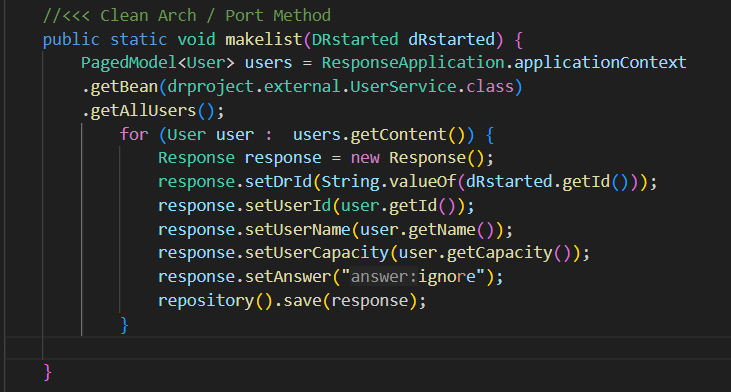 //<<< Clean Arch / Port Method
public static void makelist(DRstarted dRstarted) {
PagedModel<User> users = ResponseApplication.applicationContext
.getBean(drproject.external.UserService.class)
.getAllUsers();
for (User user :  users.getContent()) {
Response response = new Response();
response.setDrId(String.valueOf(dRstarted.getId()));
response.setUserId(user.getId());
response.setUserName(user.getName());
response.setUserCapacity(user.getCapacity());
response.setAnswer("answer:ignore");
repository().save(response);
}
}